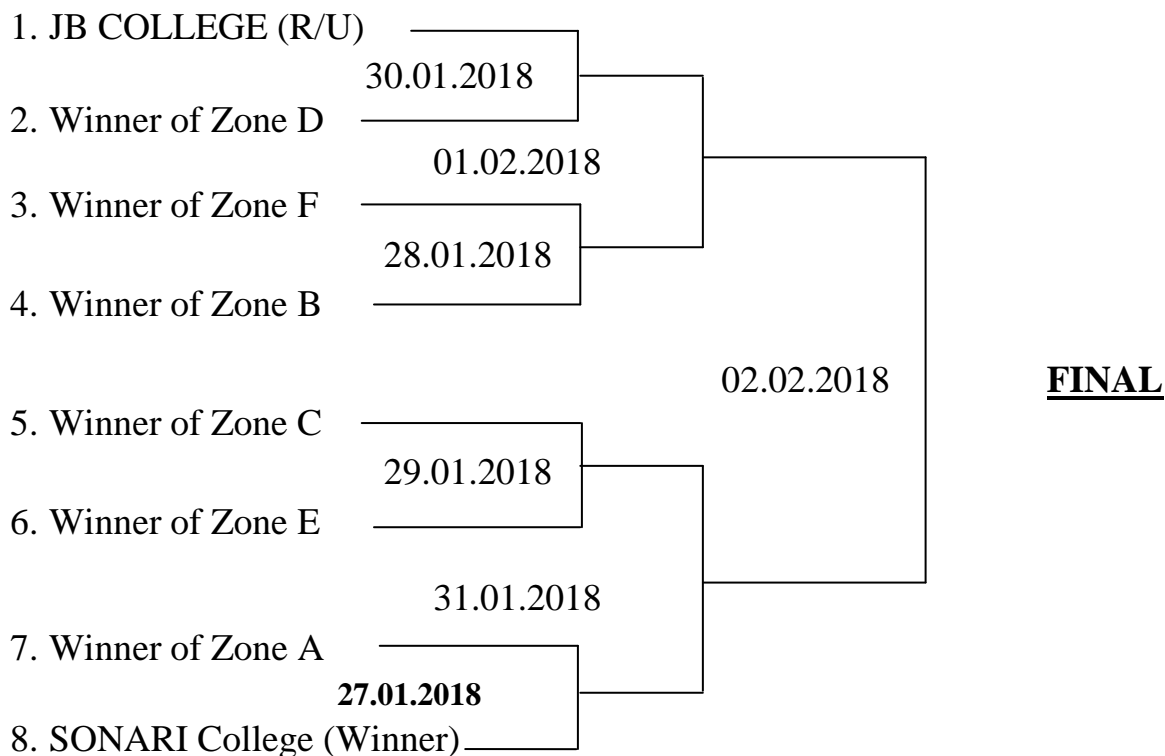 1. JB COLLEGE (R/U)
30.01.2018
2. Winner of Zone D
01.02.2018
3. Winner of Zone F
28.01.2018
4. Winner of Zone B
02.02.2018 FINAL
5. Winner of Zone C
29.01.2018
6. Winner of Zone E
31.01.2018
7. Winner of Zone A
27.01.2018
8. SONARI College (Winner)